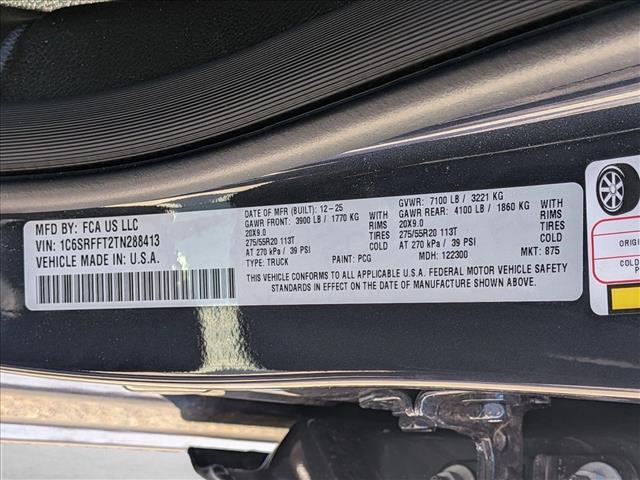 MFD BY: FCA US LLC
VIN: 1C6SRFFT2TN288413
VEHICLE MADE IN: U.S.A.
DATE OF MFR (BUILT): 12-25
GAWR FRONT: 3900 LB / 1770 KG WITH
20X9.0 RIMS
275/55R20 113T TIRES
AT 270 kPa / 39 PSI COLD
TYPE: TRUCK PAINT: PCG
GVWR: 7100 LB / 3221 KG
GAWR REAR: 4100 LB / 1860 KG WITH
20X9.0 RIMS
275/55R20 113T TIRES
AT 270 kPa / 39 PSI COLD
MDH: 122300 MKT: 875
THIS VEHICLE CONFORMS TO ALL APPLICABLE U.S.A. FEDERAL MOTOR VEHICLE SAFETY
STANDARDS IN EFFECT ON THE DATE OF MANUFACTURE SHOWN ABOVE.
ORIGI
COLD
P